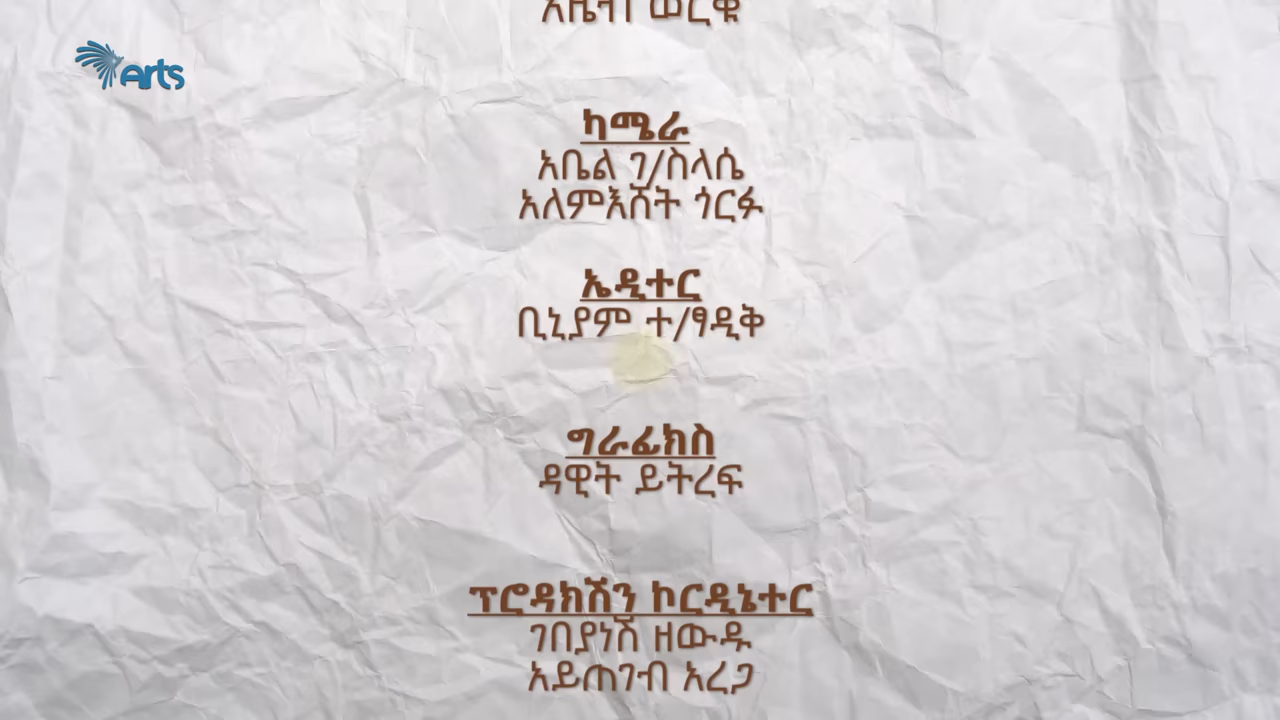 Arts
ካሜራ
አቤል ገ/ስላሴ
አለምእሸት ጎርፉ
ኤዲተር
ቢኒያም ተ/ፃዲቅ
ግራፊክስ
ዳዊት ይትረፍ
ፕሮዳክሽን ኮርዲኔተር
ገበያነሽ ዘውዱ
አይጠገብ አረጋ